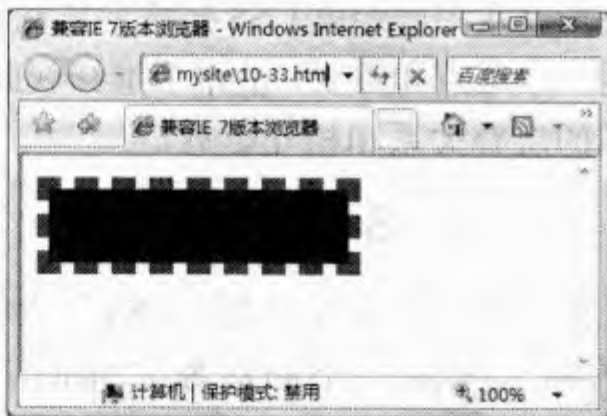 兼容IE 7版本浏览器 - Windows Internet Explorer
mysite\10-33.htm 百度搜索
兼容IE 7版本浏览器
计算机 | 保护模式: 禁用 100%